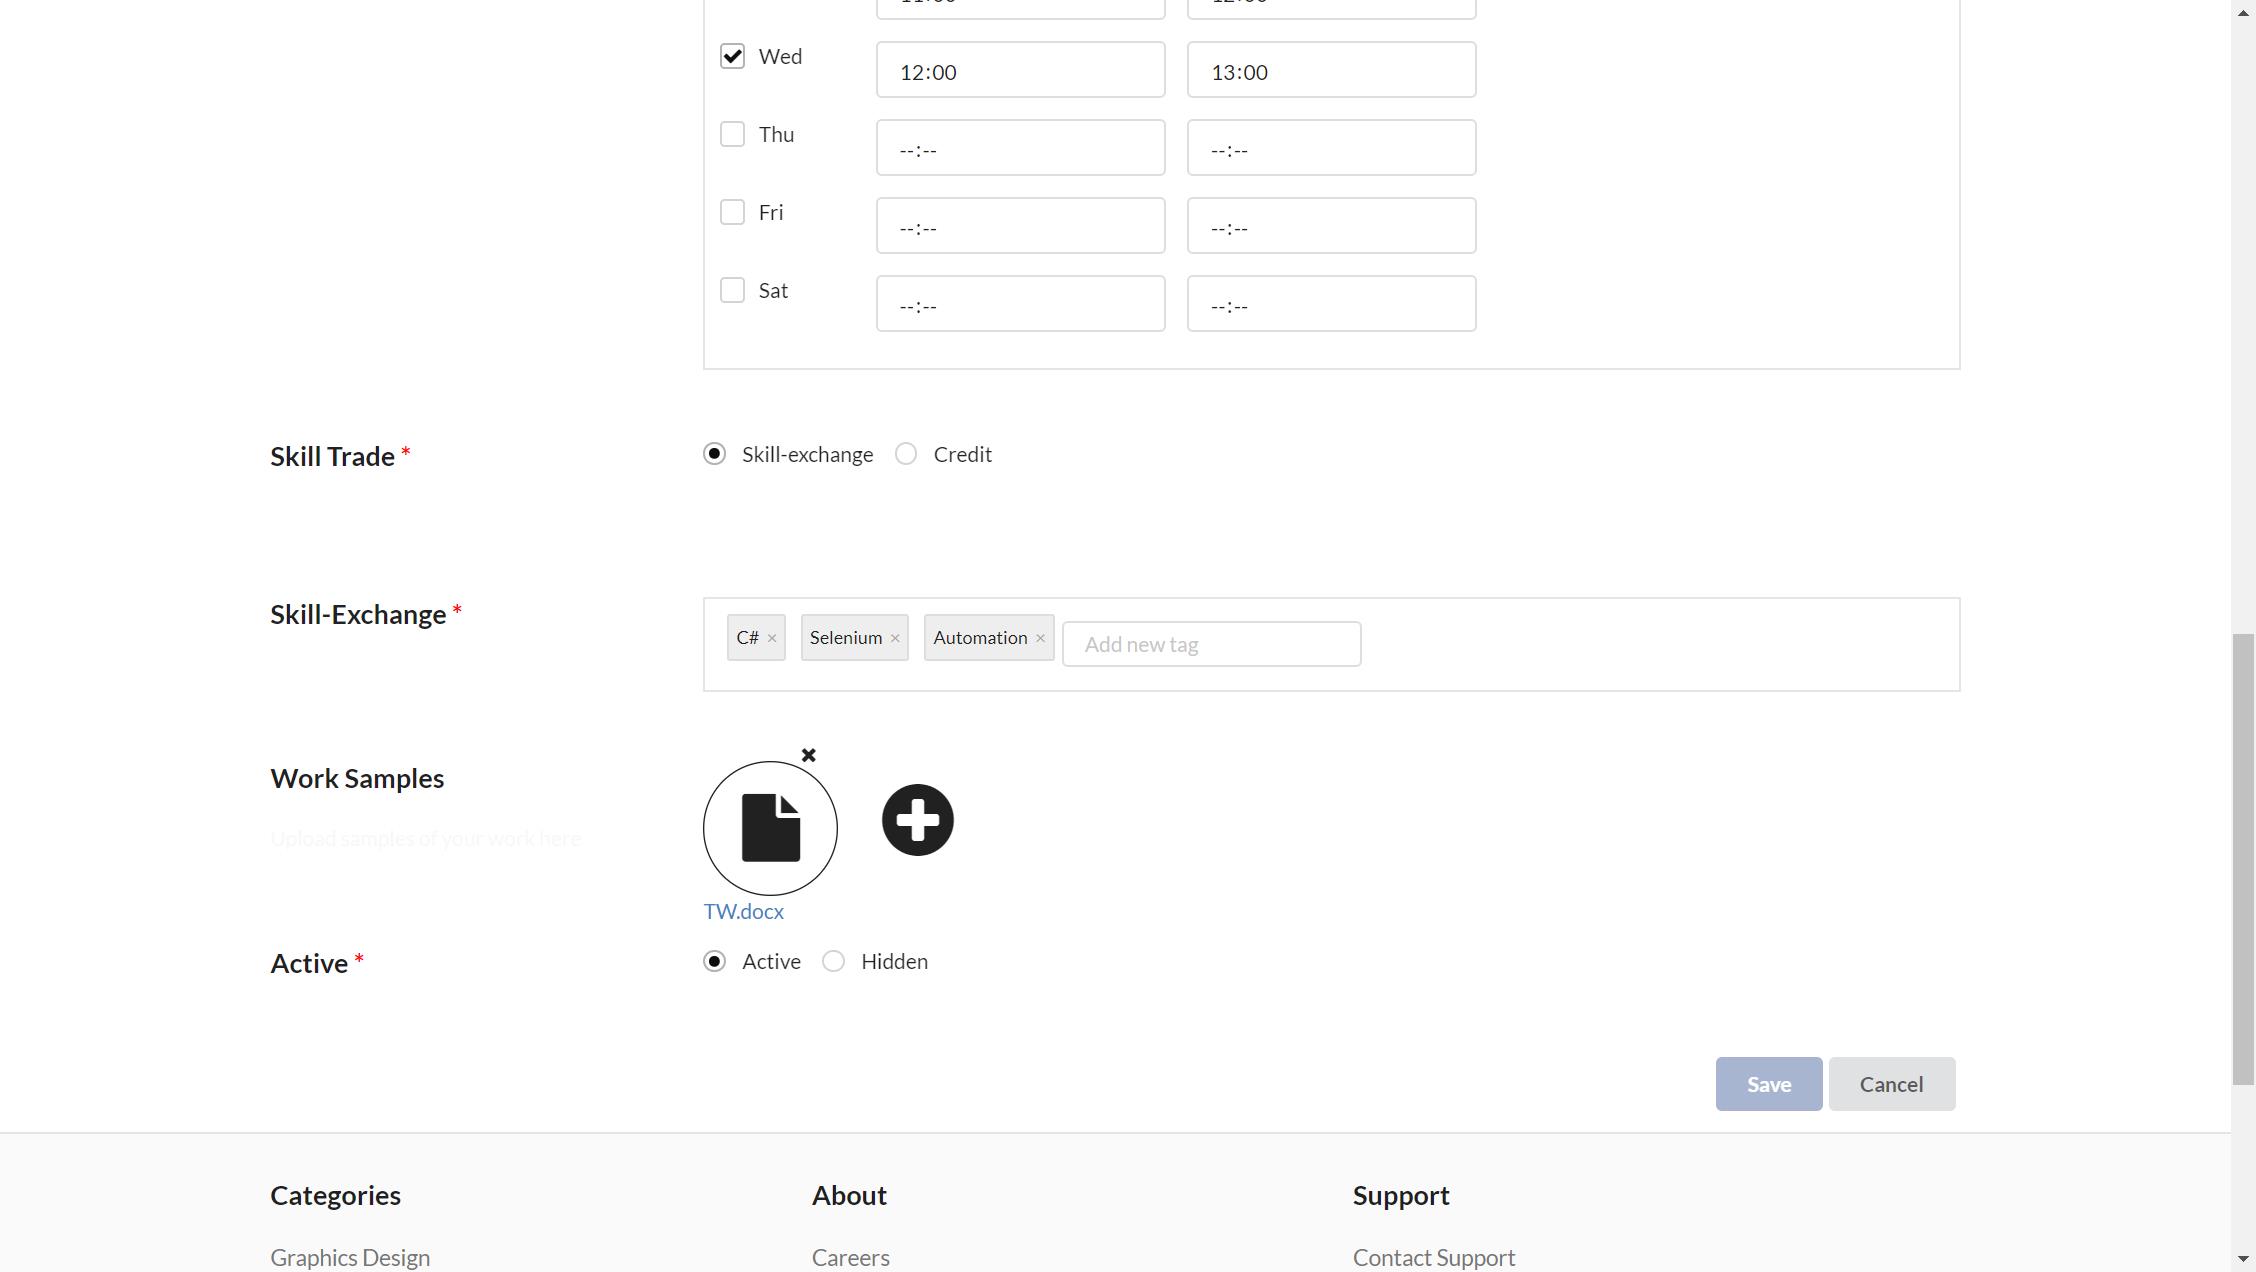 Wed 12:00 13:00
Thu --:-- --:--
Fri --:-- --:--
Sat --:-- --:--
Skill Trade * Skill-exchange Credit
Skill-Exchange * C# × Selenium × Automation × Add new tag
Work Samples
Upload samples of your work here
TW.docx
Active * Active Hidden
Save Cancel
Categories About Support
Graphics Design Careers Contact Support